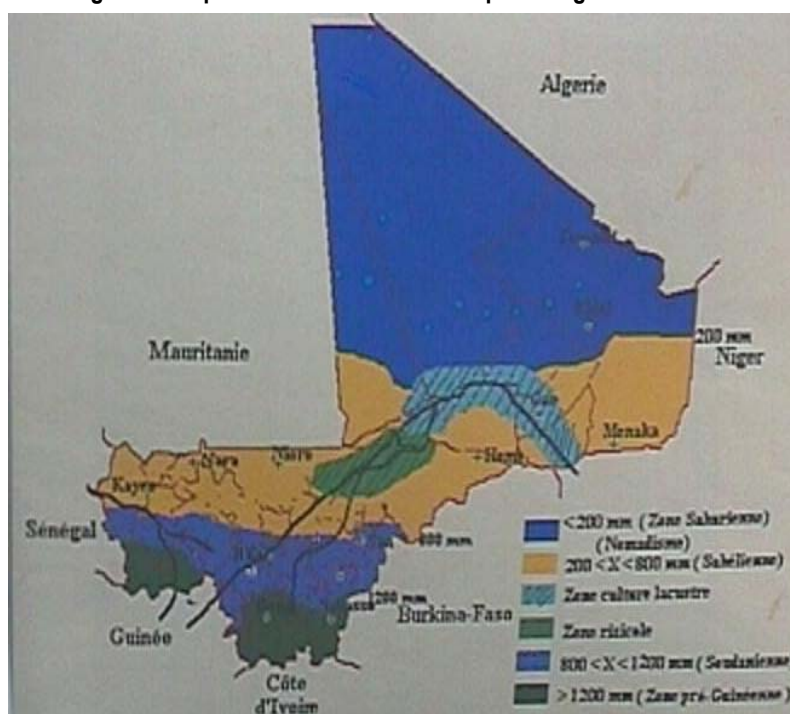 Algerie
Mauritanie
200 mm
Niger
Menaka
Nara
Kayes
Sénégal
800 mm
1200 mm
Burkina-Faso
Guinée
Côte
d'Ivoire
<200 mm (Zone Saharienne)
(Nomadisme)
200 <X <800 mm (Sahélienne)
Zone culture lacustre
Zone rizicole
800 <X <1200 mm (Soudanienne)
>1200 mm (Zone pré-Guinéenne)